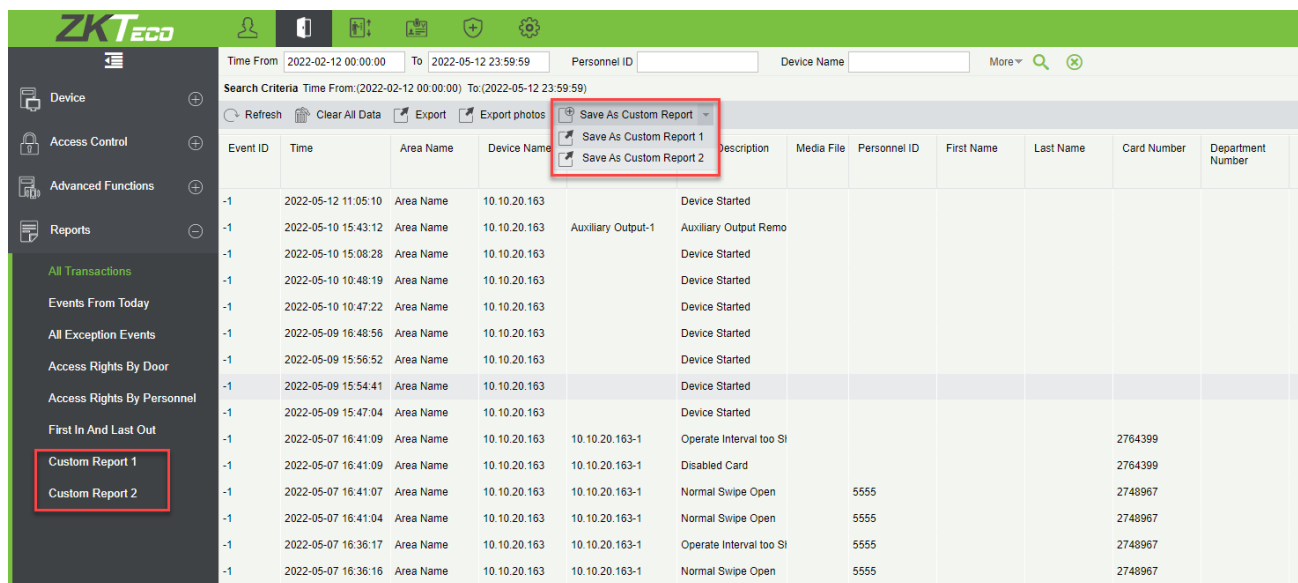 ZKTeco
Time From 2022-02-12 00:00:00 To 2022-05-12 23:59:59 Personnel ID Device Name More
Search Criteria Time From:(2022-02-12 00:00:00) To:(2022-05-12 23:59:59)
Refresh Clear All Data Export Export photos Save As Custom Report
Save As Custom Report 1
Save As Custom Report 2
Device
Access Control
Advanced Functions
Reports
All Transactions
Events From Today
All Exception Events
Access Rights By Door
Access Rights By Personnel
First In And Last Out
Custom Report 1
Custom Report 2
Event ID Time Area Name Device Name Description Media File Personnel ID First Name Last Name Card Number Department
Number
-1 2022-05-12 11:05:10 Area Name 10.10.20.163 Device Started
-1 2022-05-10 15:43:12 Area Name 10.10.20.163 Auxiliary Output-1 Auxiliary Output Remo
-1 2022-05-10 15:08:28 Area Name 10.10.20.163 Device Started
-1 2022-05-10 10:48:19 Area Name 10.10.20.163 Device Started
-1 2022-05-10 10:47:22 Area Name 10.10.20.163 Device Started
-1 2022-05-09 16:48:56 Area Name 10.10.20.163 Device Started
-1 2022-05-09 15:56:52 Area Name 10.10.20.163 Device Started
-1 2022-05-09 15:54:41 Area Name 10.10.20.163 Device Started
-1 2022-05-09 15:47:04 Area Name 10.10.20.163 Device Started
-1 2022-05-07 16:41:09 Area Name 10.10.20.163 10.10.20.163-1 Operate Interval too Sh 2764399
-1 2022-05-07 16:41:09 Area Name 10.10.20.163 10.10.20.163-1 Disabled Card 2764399
-1 2022-05-07 16:41:07 Area Name 10.10.20.163 10.10.20.163-1 Normal Swipe Open 5555 2748967
-1 2022-05-07 16:41:04 Area Name 10.10.20.163 10.10.20.163-1 Normal Swipe Open 5555 2748967
-1 2022-05-07 16:36:17 Area Name 10.10.20.163 10.10.20.163-1 Operate Interval too Sh 5555 2748967
-1 2022-05-07 16:36:16 Area Name 10.10.20.163 10.10.20.163-1 Normal Swipe Open 5555 2748967